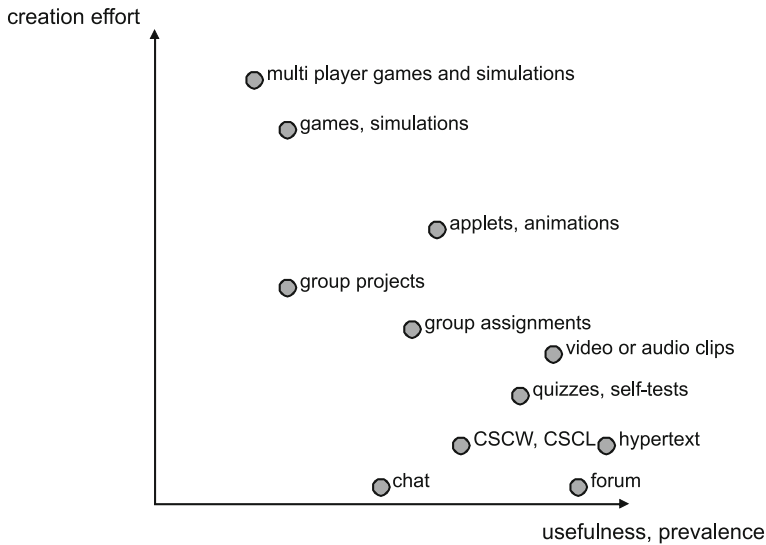 creation effort
multi player games and simulations
games, simulations
applets, animations
group projects
group assignments
video or audio clips
quizzes, self-tests
CSCW, CSCL
hypertext
chat
forum
usefulness, prevalence